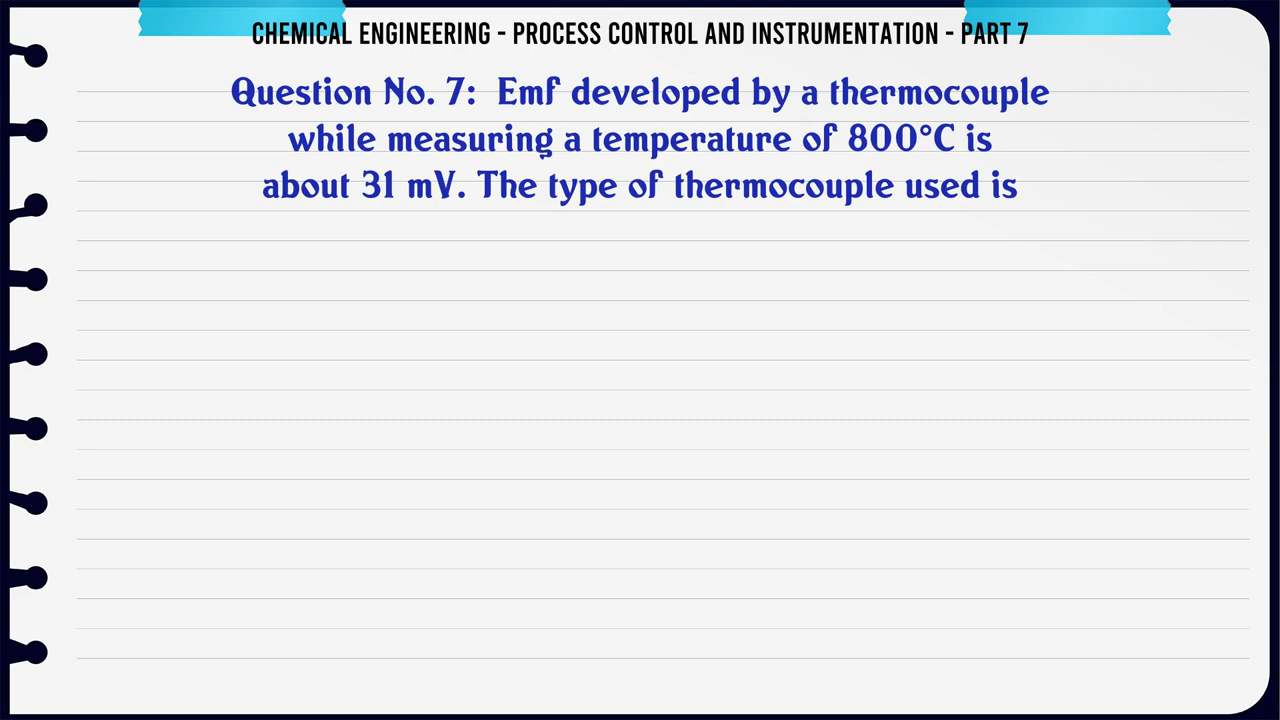 CHEMICAL ENGINEERING - PROCESS CONTROL AND INSTRUMENTATION - PART 7
Question No. 7: Emf developed by a thermocouple
while measuring a temperature of 800°C is
about 31 mV. The type of thermocouple used is